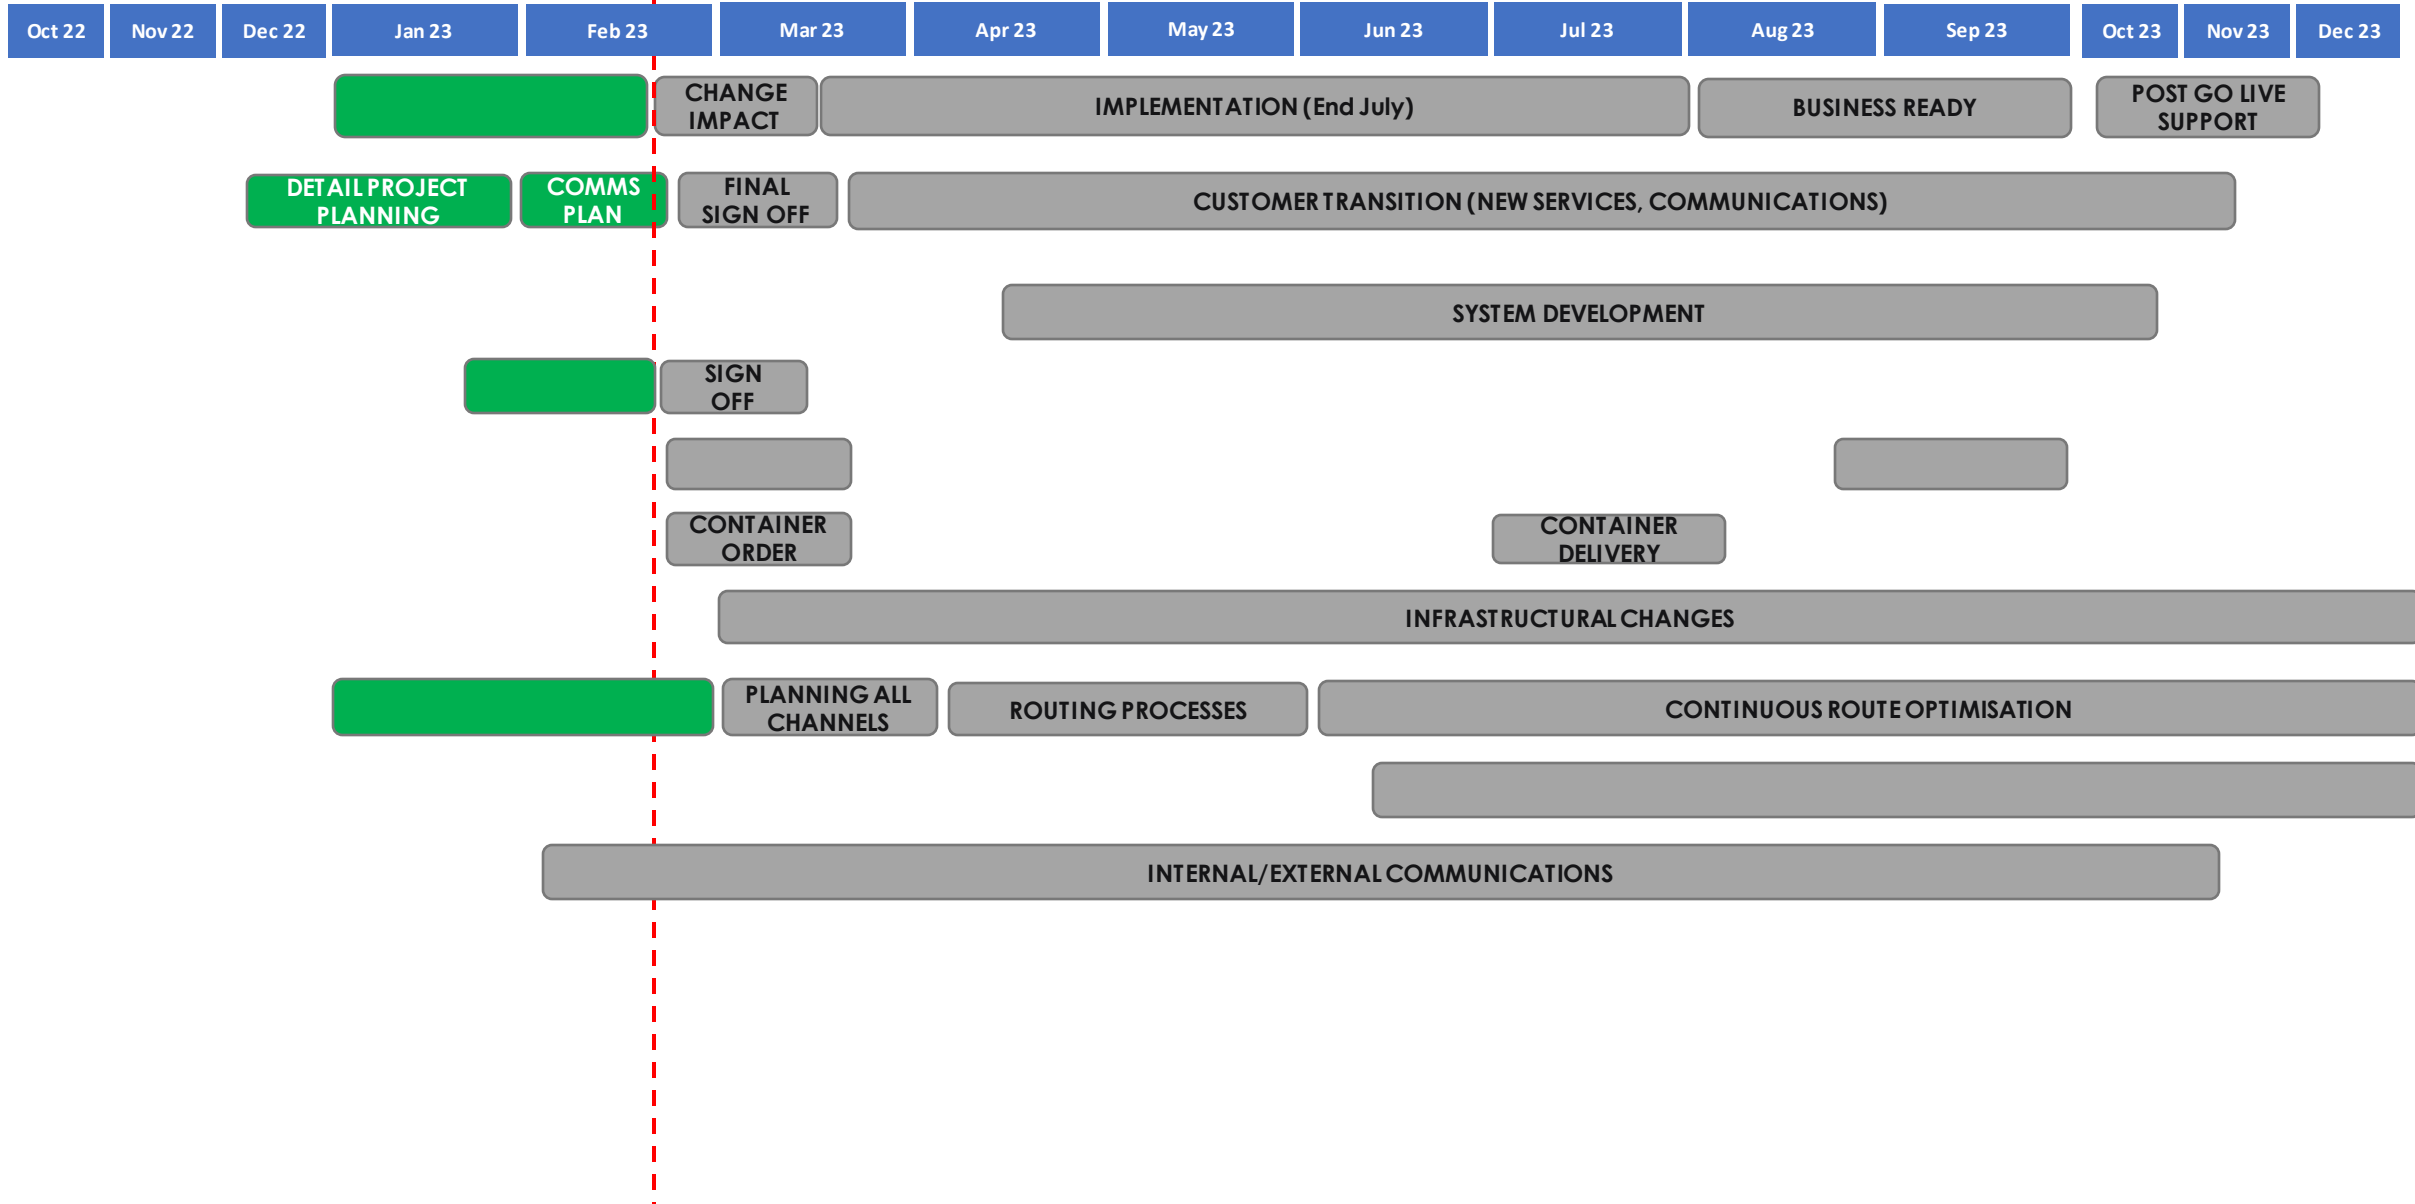 Oct 22
Nov 22
Dec 22
Jan 23
Feb 23
Mar 23
Apr 23
May 23
Jun 23
Jul 23
Aug 23
Sep 23
Oct 23
Nov 23
Dec 23
CHANGE
IMPACT
IMPLEMENTATION (End July)
BUSINESS READY
POST GO LIVE
SUPPORT
DETAIL PROJECT
PLANNING
COMMS
PLAN
FINAL
SIGN OFF
CUSTOMER TRANSITION (NEW SERVICES, COMMUNICATIONS)
SYSTEM DEVELOPMENT
SIGN
OFF
CONTAINER
ORDER
CONTAINER
DELIVERY
INFRASTRUCTURAL CHANGES
PLANNING ALL
CHANNELS
ROUTING PROCESSES
CONTINUOUS ROUTE OPTIMISATION
INTERNAL/EXTERNAL COMMUNICATIONS